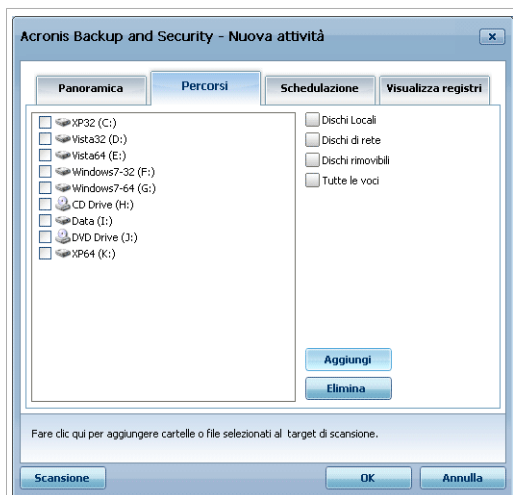 Acronis Backup and Security - Nuova attività
Panoramica
Percorsi
Schedulazione
Visualizza registri
XP32 (C:)
Vista32 (D:)
Vista64 (E:)
Windows7-32 (F:)
Windows7-64 (G:)
CD Drive (H:)
Data (I:)
DVD Drive (J:)
XP64 (K:)
Dischi Locali
Dischi di rete
Dischi rimovibili
Tutte le voci
Aggiungi
Elimina
Fare clic qui per aggiungere cartelle o file selezionati al target di scansione.
Scansione
OK
Annulla